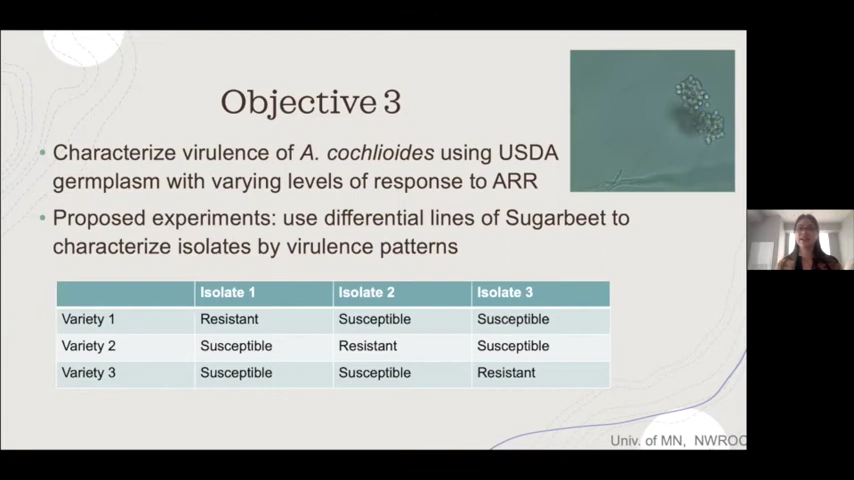 Objective 3
• Characterize virulence of A. cochlioides using USDA
germplasm with varying levels of response to ARR
• Proposed experiments: use differential lines of Sugarbeet to
characterize isolates by virulence patterns
Isolate 1 Isolate 2 Isolate 3
Variety 1 Resistant Susceptible Susceptible
Variety 2 Susceptible Resistant Susceptible
Variety 3 Susceptible Susceptible Resistant
Univ. of MN, NWROC